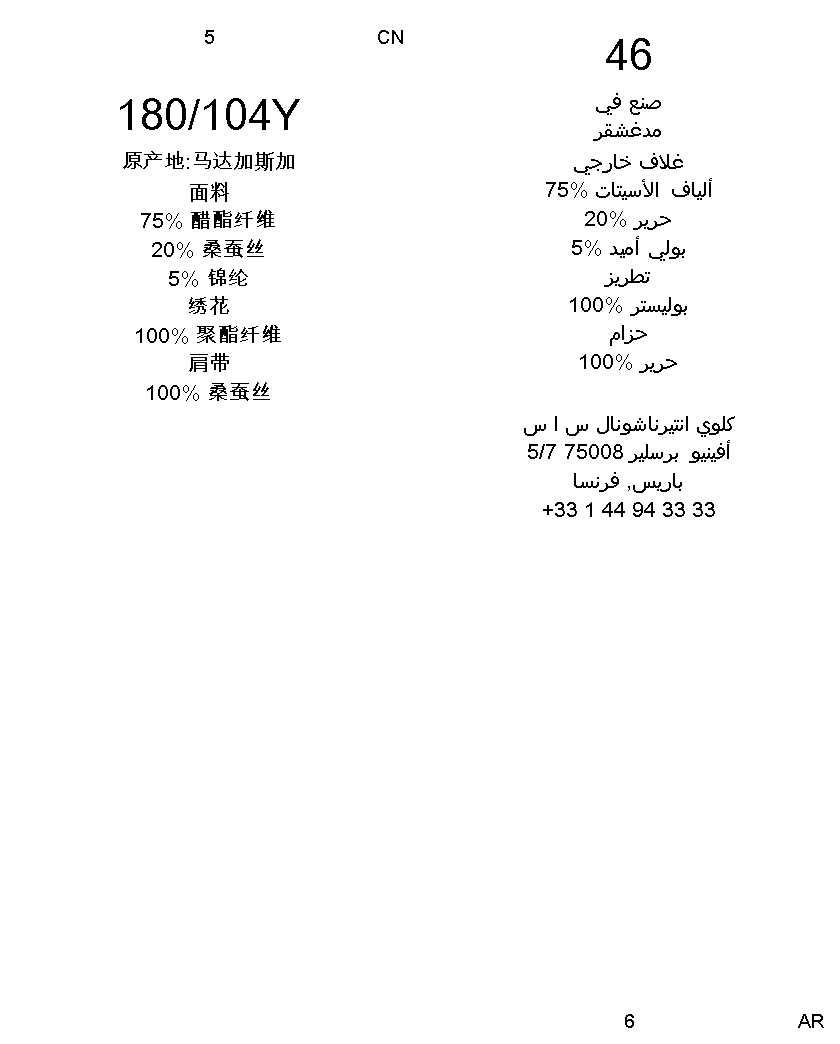 5
CN
180/104Y
原产地:马达加斯加
面料
75% 醋酯纤维
20% 桑蚕丝
5% 锦纶
绣花
100% 聚酯纤维
肩带
100% 桑蚕丝
46
صنع في
مدغشقر
غلاف خارجي
ألياف الأسيتات %75
حرير %20
بولي أميد %5
تطريز
بوليستر %100
حزام
حرير %100
كلوي انتيرناشونال س ا س
أفينيو برسلير 75008 5/7
باريس, فرنسا
+33 1 44 94 33 33
6
AR